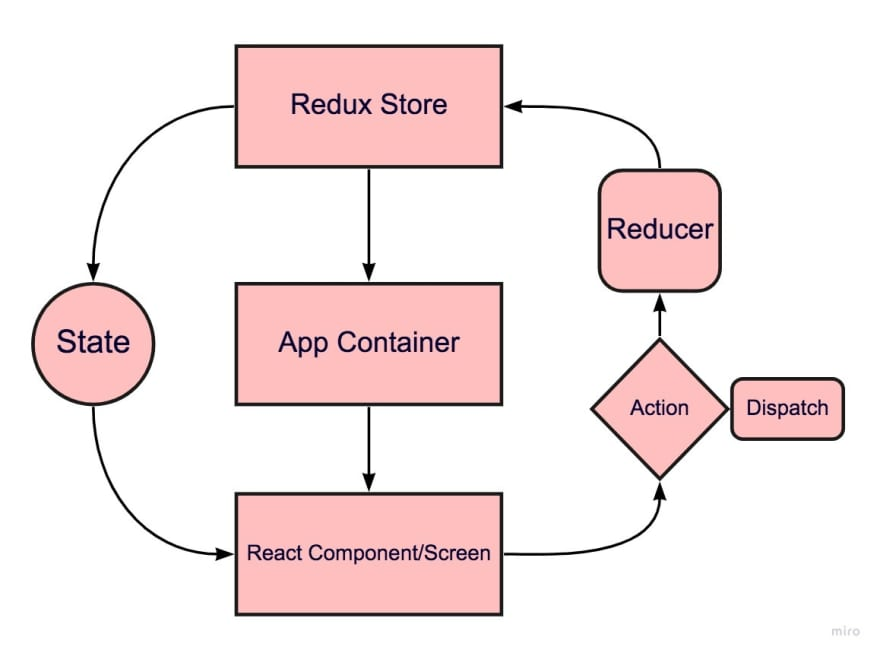 Redux Store
Reducer
State
App Container
Action
Dispatch
React Component/Screen
miro